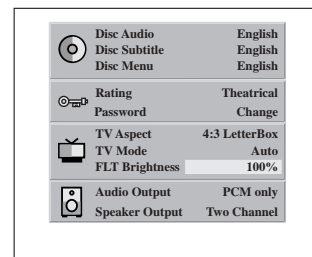 Disc Audio English
Disc Subtitle English
Disc Menu English
Rating Theatrical
Password Change
TV Aspect 4:3 LetterBox
TV Mode Auto
FLT Brightness 100%
Audio Output PCM only
Speaker Output Two Channel